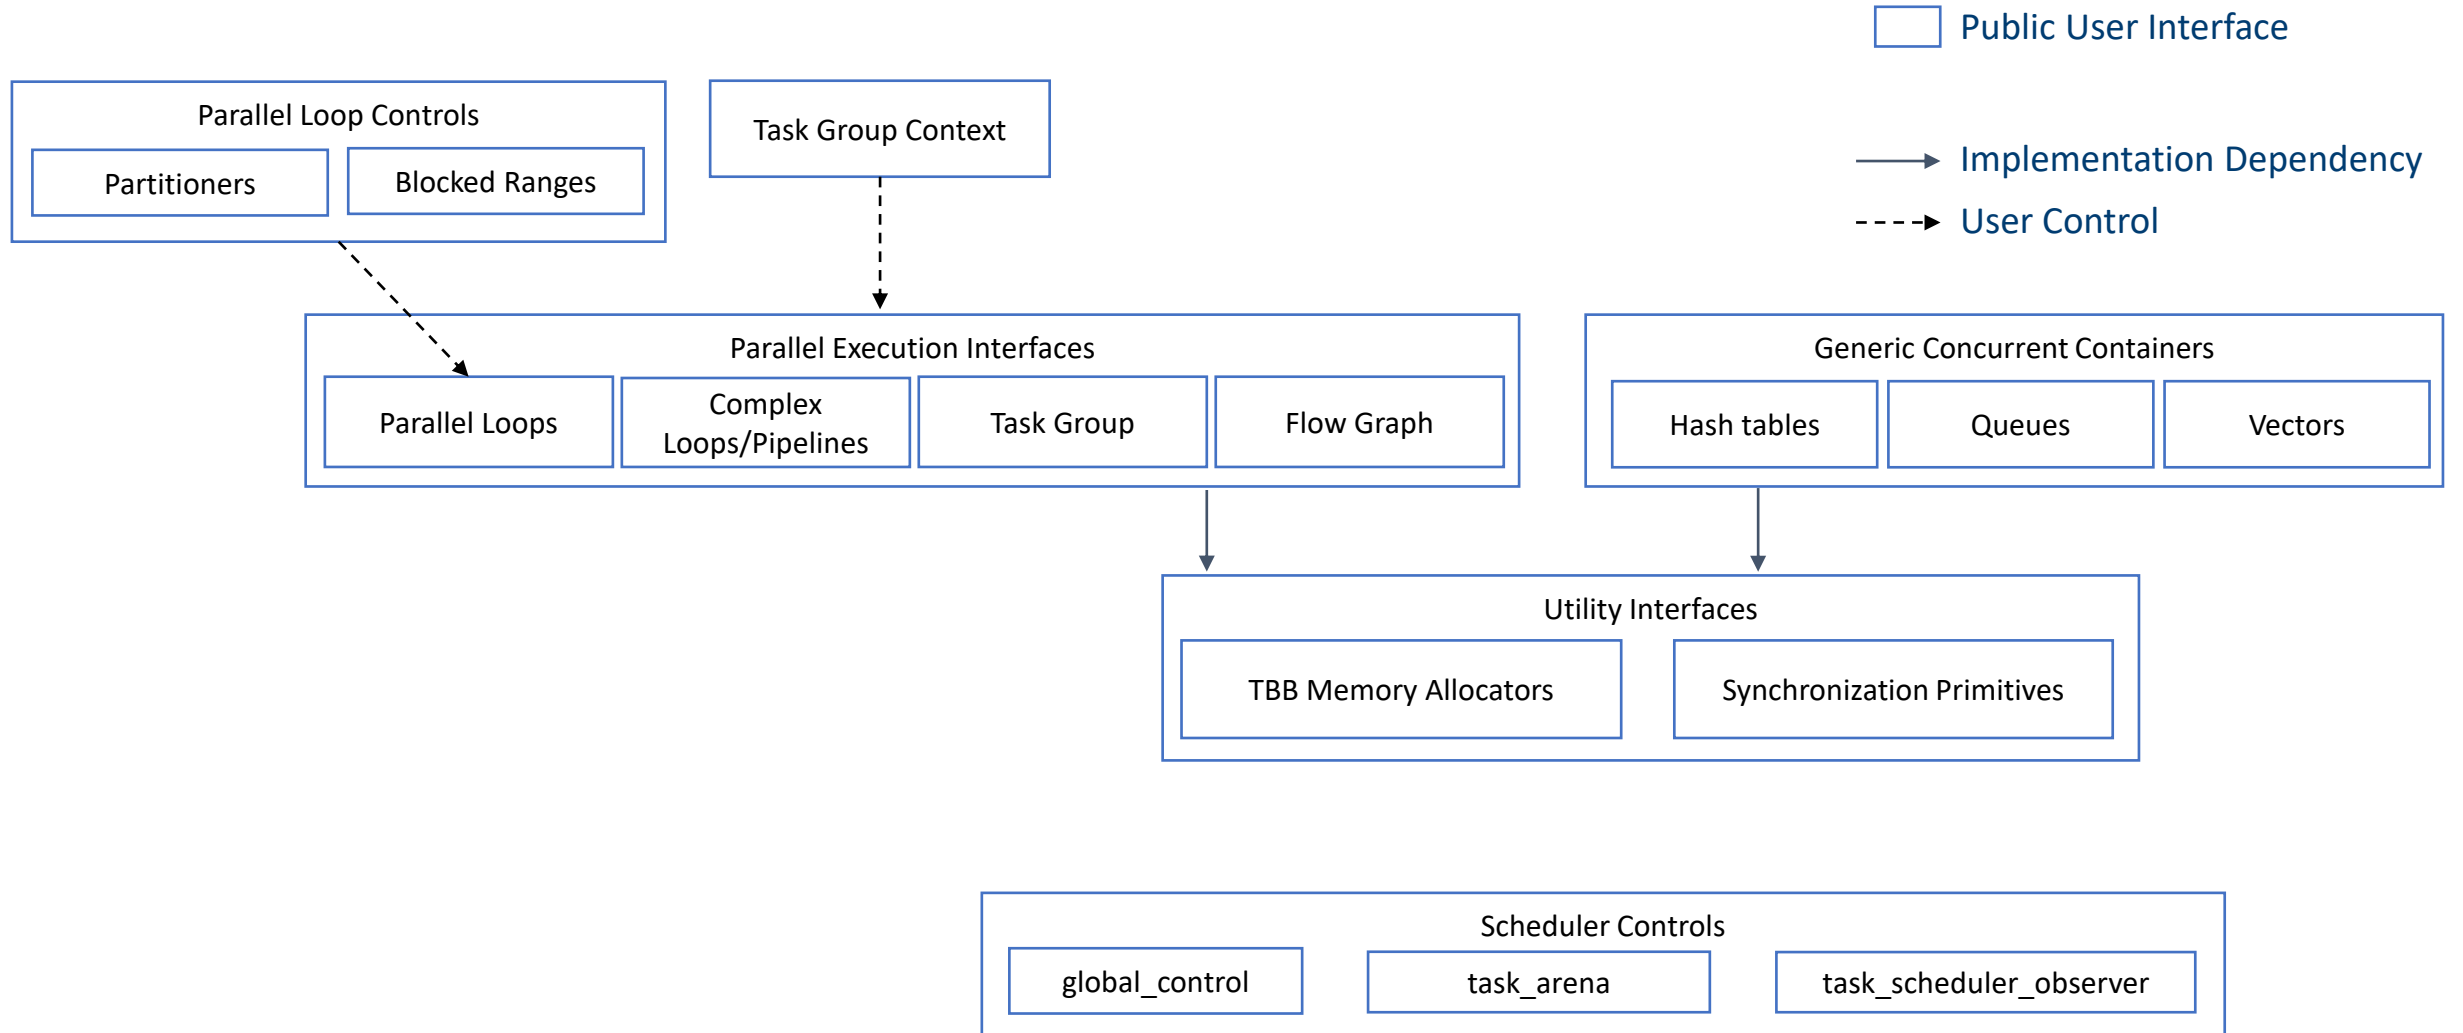 Public User Interface
Implementation Dependency
User Control
Parallel Loop Controls
Partitioners
Blocked Ranges
Task Group Context
Parallel Execution Interfaces
Parallel Loops
Complex
Loops/Pipelines
Task Group
Flow Graph
Generic Concurrent Containers
Hash tables
Queues
Vectors
Utility Interfaces
TBB Memory Allocators
Synchronization Primitives
Scheduler Controls
global_control
task_arena
task_scheduler_observer